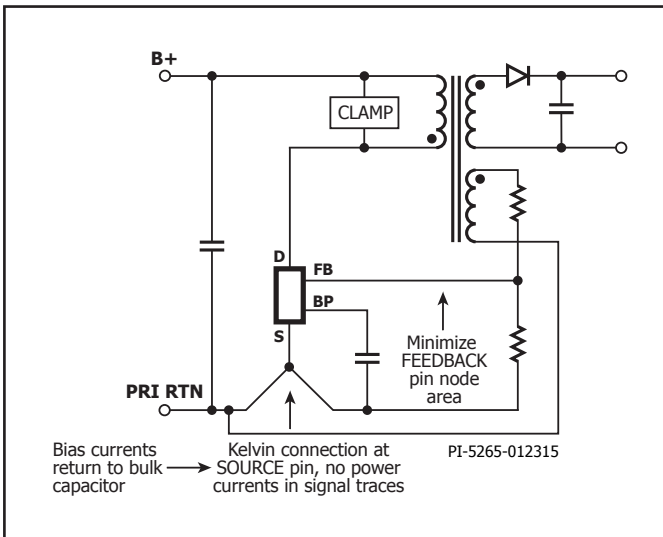 B+
CLAMP
D
FB
BP
S
Minimize
FEEDBACK
pin node
area
PRI RTN
Bias currents
return to bulk
capacitor
Kelvin connection at
SOURCE pin, no power
currents in signal traces
PI-5265-012315